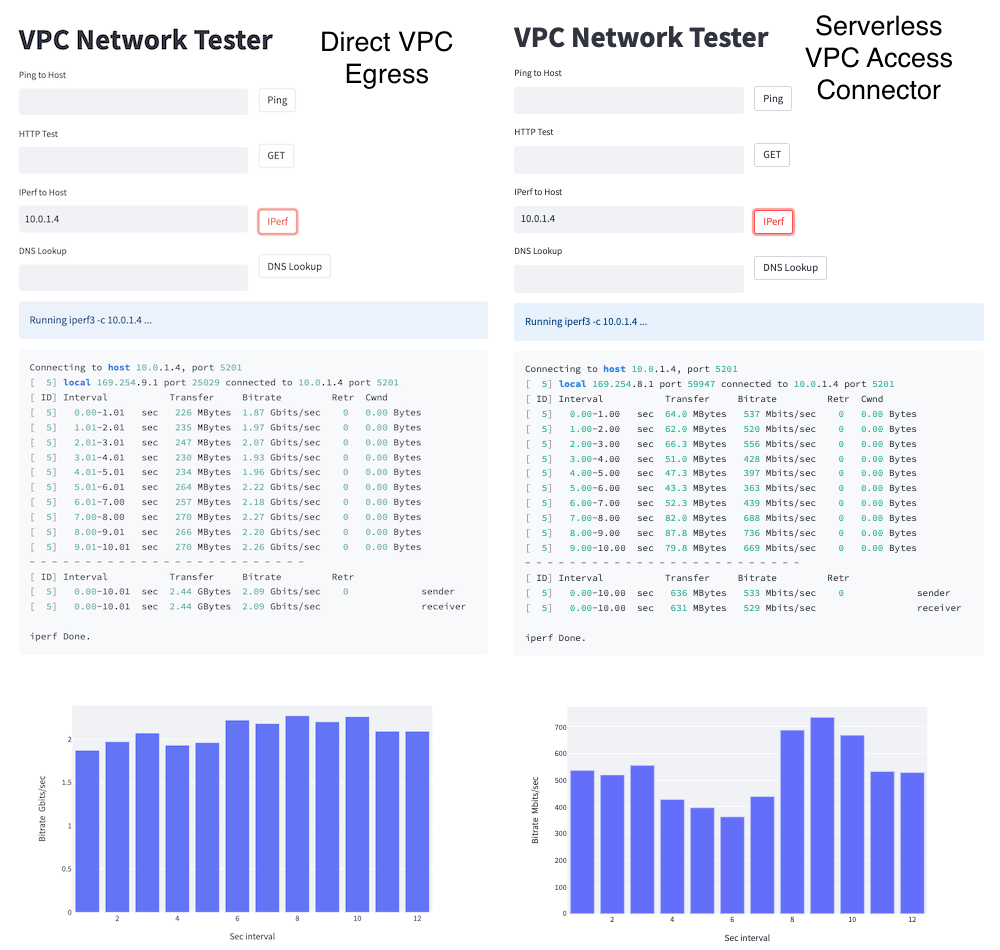 VPC Network Tester
Direct VPC
Egress
Ping to Host
Ping
HTTP Test
GET
IPerf to Host
10.0.1.4
IPerf
DNS Lookup
DNS Lookup
Running iperf3 -c 10.0.1.4 ...
Connecting to host 10.0.1.4, port 5201
[  5] local 169.254.9.1 port 25029 connected to 10.0.1.4 port 5201
[ ID] Interval           Transfer     Bitrate         Retr  Cwnd
[  5]   0.00-1.01   sec   226 MBytes  1.87 Gbits/sec    0   0.00 Bytes
[  5]   1.01-2.01   sec   235 MBytes  1.97 Gbits/sec    0   0.00 Bytes
[  5]   2.01-3.01   sec   247 MBytes  2.07 Gbits/sec    0   0.00 Bytes
[  5]   3.01-4.01   sec   230 MBytes  1.93 Gbits/sec    0   0.00 Bytes
[  5]   4.01-5.01   sec   234 MBytes  1.96 Gbits/sec    0   0.00 Bytes
[  5]   5.01-6.01   sec   264 MBytes  2.22 Gbits/sec    0   0.00 Bytes
[  5]   6.01-7.00   sec   257 MBytes  2.18 Gbits/sec    0   0.00 Bytes
[  5]   7.00-8.00   sec   270 MBytes  2.27 Gbits/sec    0   0.00 Bytes
[  5]   8.00-9.01   sec   266 MBytes  2.20 Gbits/sec    0   0.00 Bytes
[  5]   9.01-10.01  sec   270 MBytes  2.26 Gbits/sec    0   0.00 Bytes
- - - - - - - - - - - - - - - - - - - - - - - - -
[ ID] Interval           Transfer     Bitrate         Retr
[  5]   0.00-10.01  sec  2.44 GBytes  2.09 Gbits/sec    0             sender
[  5]   0.00-10.01  sec  2.44 GBytes  2.09 Gbits/sec                  receiver
iperf Done.
2
1.5
1
0.5
0
Bitrate Gbits/sec
2 4 6 8 10 12
Sec interval
VPC Network Tester
Serverless
VPC Access
Connector
Ping to Host
Ping
HTTP Test
GET
IPerf to Host
10.0.1.4
IPerf
DNS Lookup
DNS Lookup
Running iperf3 -c 10.0.1.4 ...
Connecting to host 10.0.1.4, port 5201
[  5] local 169.254.8.1 port 59947 connected to 10.0.1.4 port 5201
[ ID] Interval           Transfer     Bitrate         Retr  Cwnd
[  5]   0.00-1.00   sec  64.0 MBytes   537 Mbits/sec    0   0.00 Bytes
[  5]   1.00-2.00   sec  62.0 MBytes   520 Mbits/sec    0   0.00 Bytes
[  5]   2.00-3.00   sec  66.3 MBytes   556 Mbits/sec    0   0.00 Bytes
[  5]   3.00-4.00   sec  51.0 MBytes   428 Mbits/sec    0   0.00 Bytes
[  5]   4.00-5.00   sec  47.3 MBytes   397 Mbits/sec    0   0.00 Bytes
[  5]   5.00-6.00   sec  43.3 MBytes   363 Mbits/sec    0   0.00 Bytes
[  5]   6.00-7.00   sec  52.3 MBytes   439 Mbits/sec    0   0.00 Bytes
[  5]   7.00-8.00   sec  82.0 MBytes   688 Mbits/sec    0   0.00 Bytes
[  5]   8.00-9.00   sec  87.8 MBytes   736 Mbits/sec    0   0.00 Bytes
[  5]   9.00-10.00  sec  79.8 MBytes   669 Mbits/sec    0   0.00 Bytes
- - - - - - - - - - - - - - - - - - - - - - - - -
[ ID] Interval           Transfer     Bitrate         Retr
[  5]   0.00-10.00  sec   636 MBytes   533 Mbits/sec    0             sender
[  5]   0.00-10.00  sec   631 MBytes   529 Mbits/sec                  receiver
iperf Done.
700
600
500
400
300
200
100
0
Bitrate Mbits/sec
2 4 6 8 10 12
Sec interval